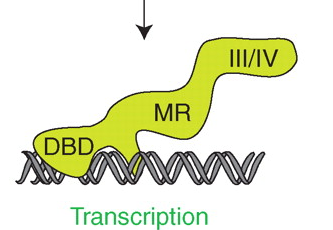 III/IV
MR
DBD
Transcription